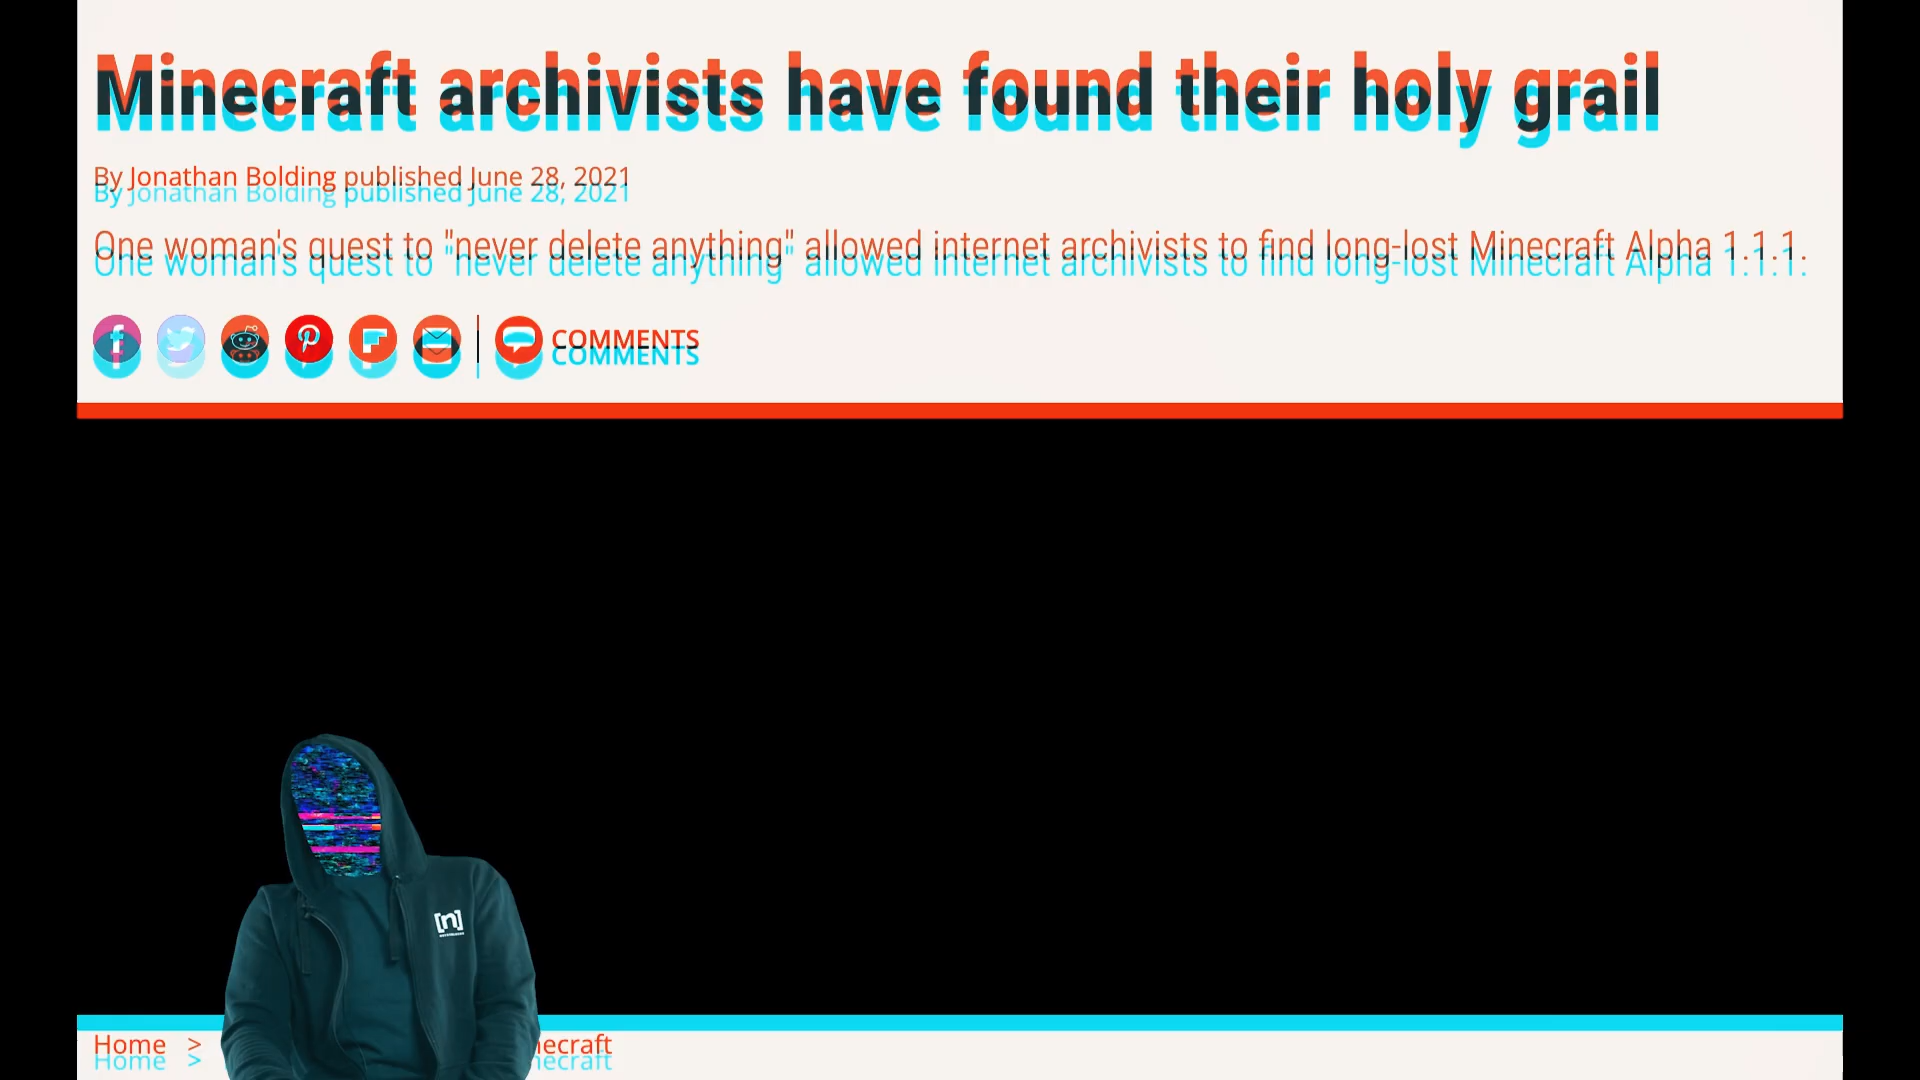 Minecraft archivists have found their holy grail
By Jonathan Bolding published June 28, 2021
One woman's quest to "never delete anything" allowed internet archivists to find long-lost Minecraft Alpha 1.1.1.
COMMENTS
[n]
Home > necraft